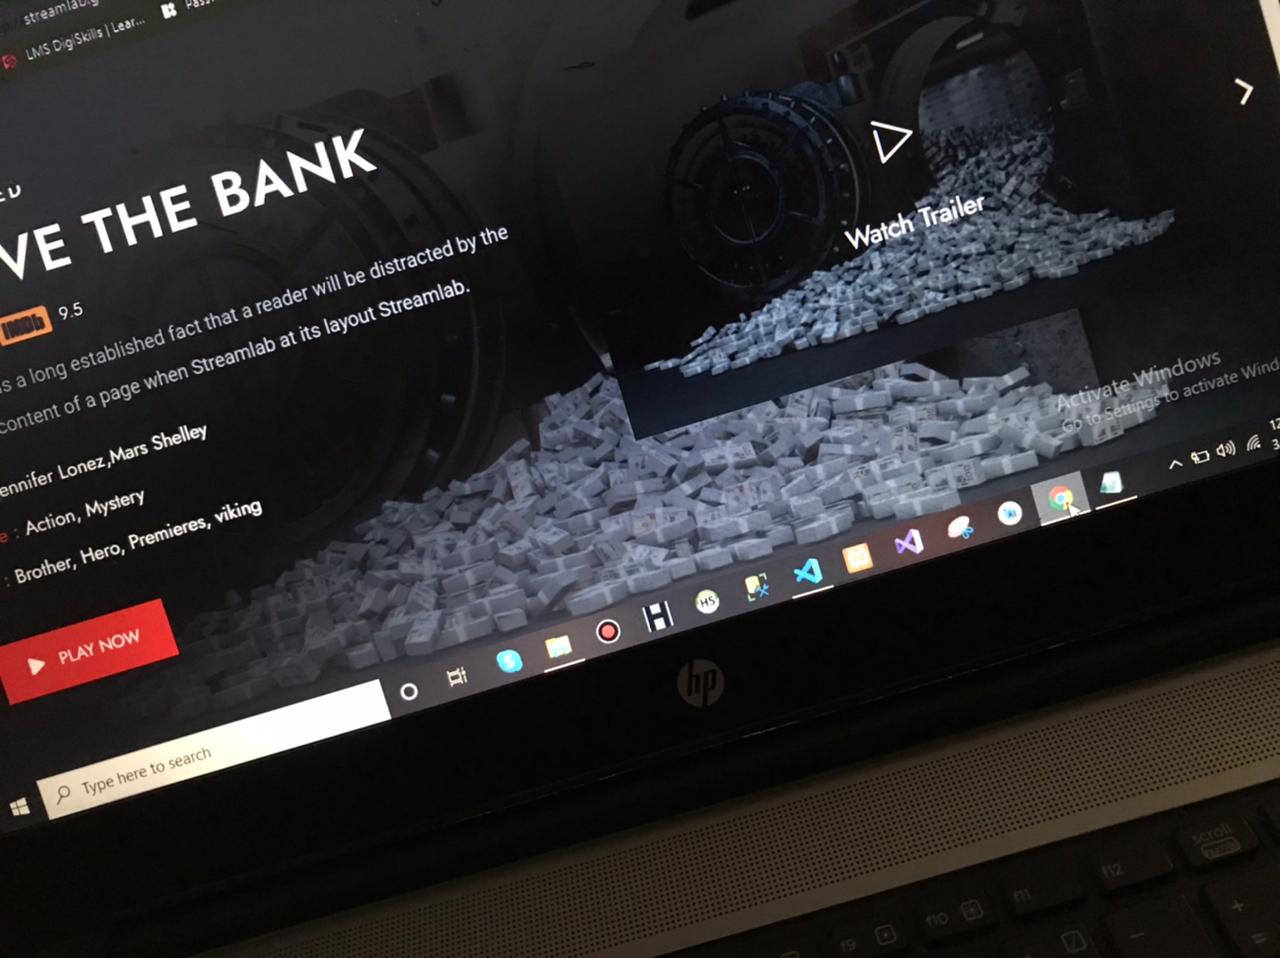 LMS DigiSkills | Lear...
VE THE BANK
IMDb 9.5
is a long established fact that a reader will be distracted by the
content of a page when Streamlab at its layout Streamlab.
ennifer Lonez,Mars Shelley
e : Action, Mystery
: Brother, Hero, Premieres, viking
PLAY NOW
Watch Trailer
Activate Windows
Go to Settings to activate Wind
Type here to search
HS
hp
scroll
f9
f10
f11
f12